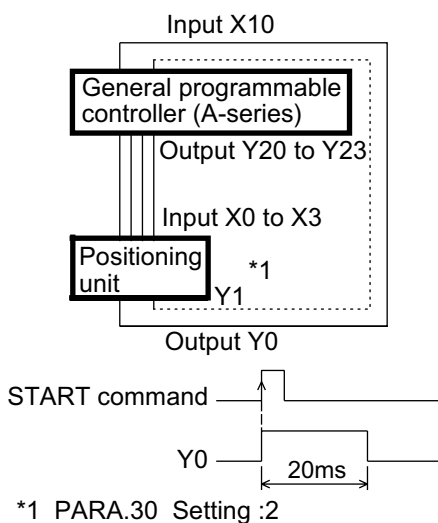 Input X10
General programmable
controller (A-series)
Output Y20 to Y23
Input X0 to X3
Positioning
unit
*1
Y1
Output Y0
START command
Y0
20ms
*1 PARA.30 Setting :2